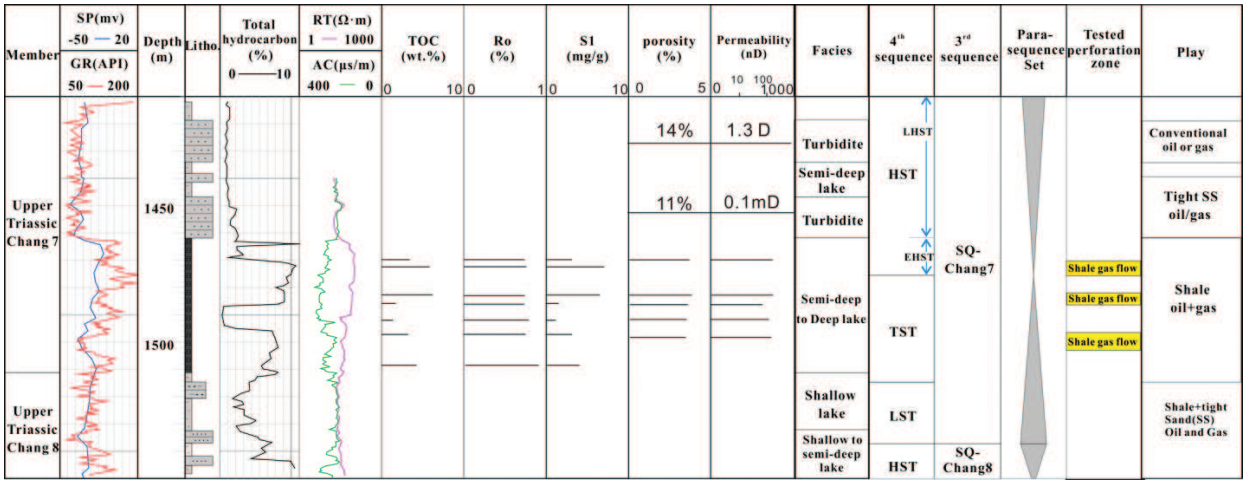 Member
SP(mv)
-50 20
GR(API)
50 200
Depth
(m)
Litho.
Total
hydrocarbon
(%)
0 10
RT(Ω·m)
1 1000
AC(μs/m)
400 0
TOC
(wt.%)
0 10
Ro
(%)
0 1
S1
(mg/g)
0 10
porosity
(%)
0 5
Permeability
(nD)
0 10 100 1000
Facies
4th
sequence
3rd
sequence
Para-
sequence
Set
Tested
perforation
zone
Play
Upper
Triassic
Chang 7
Upper
Triassic
Chang 8
1450
1500
14%
11%
1.3 D
0.1mD
Turbidite
Semi-deep
lake
Turbidite
Semi-deep
to Deep lake
Shallow
lake
Shallow to
semi-deep
lake
LHST
HST
EHST
TST
LST
HST
SQ-
Chang7
SQ-
Chang8
Shale gas flow
Shale gas flow
Shale gas flow
Conventional
oil or gas
Tight SS
oil/gas
Shale
oil+gas
Shale+tight
Sand(SS)
Oil and Gas